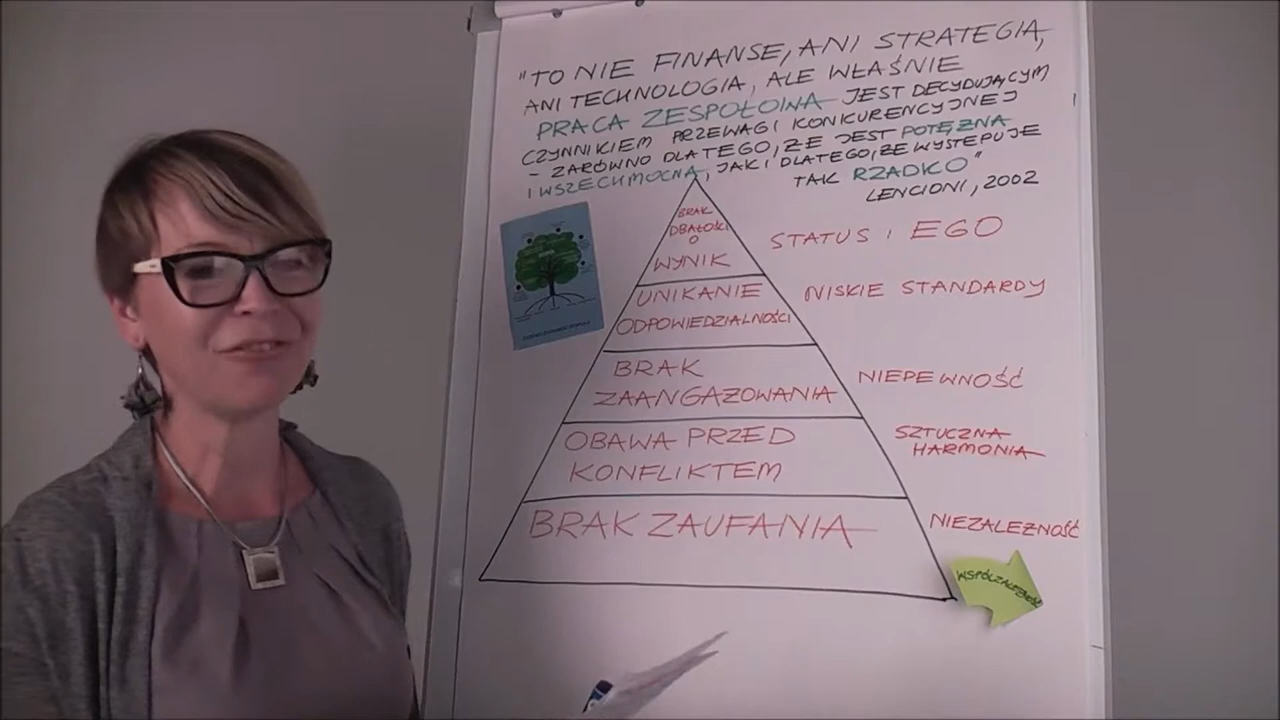 "TO NIE FINANSE, ANI STRATEGIA,
ANI TECHNOLOGIA, ALE WŁAŚNIE
PRACA ZESPOŁOWA JEST DECYDUJĄCYM
CZYNNIKIEM PRZEWAGI KONKURENCYJNEJ
- ZARÓWNO DLATEGO, ŻE JEST POTĘŻNA
I WSZECHMOCNA, JAK I DLATEGO, ŻE WYSTĘPUJE
TAK RZADKO"
LENCIONI, 2002
BRAK
DBAŁOŚCI
O
WYNIK
STATUS i EGO
UNIKANIE
ODPOWIEDZIALNOŚCI
NISKIE STANDARDY
BRAK
ZAANGAŻOWANIA
NIEPEWNOŚĆ
OBAWA PRZED
KONFLIKTEM
SZTUCZNA
HARMONIA
BRAK ZAUFANIA
NIEZALEŻNOŚĆ
WSPÓŁZALEŻNOŚĆ